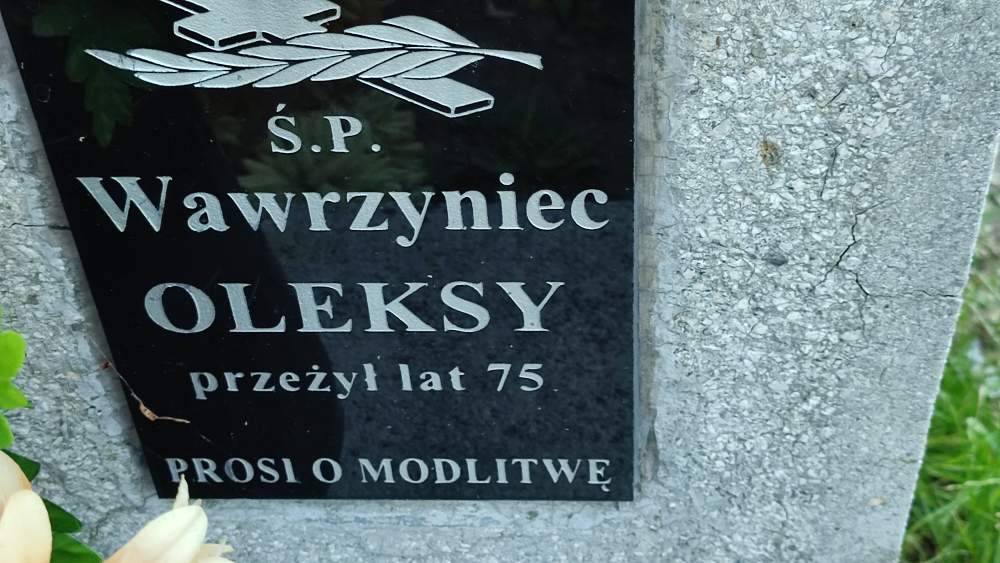 Ś.P.
Wawrzyniec
OLEKSY
przeżył lat 75
PROSI O MODLITWĘ